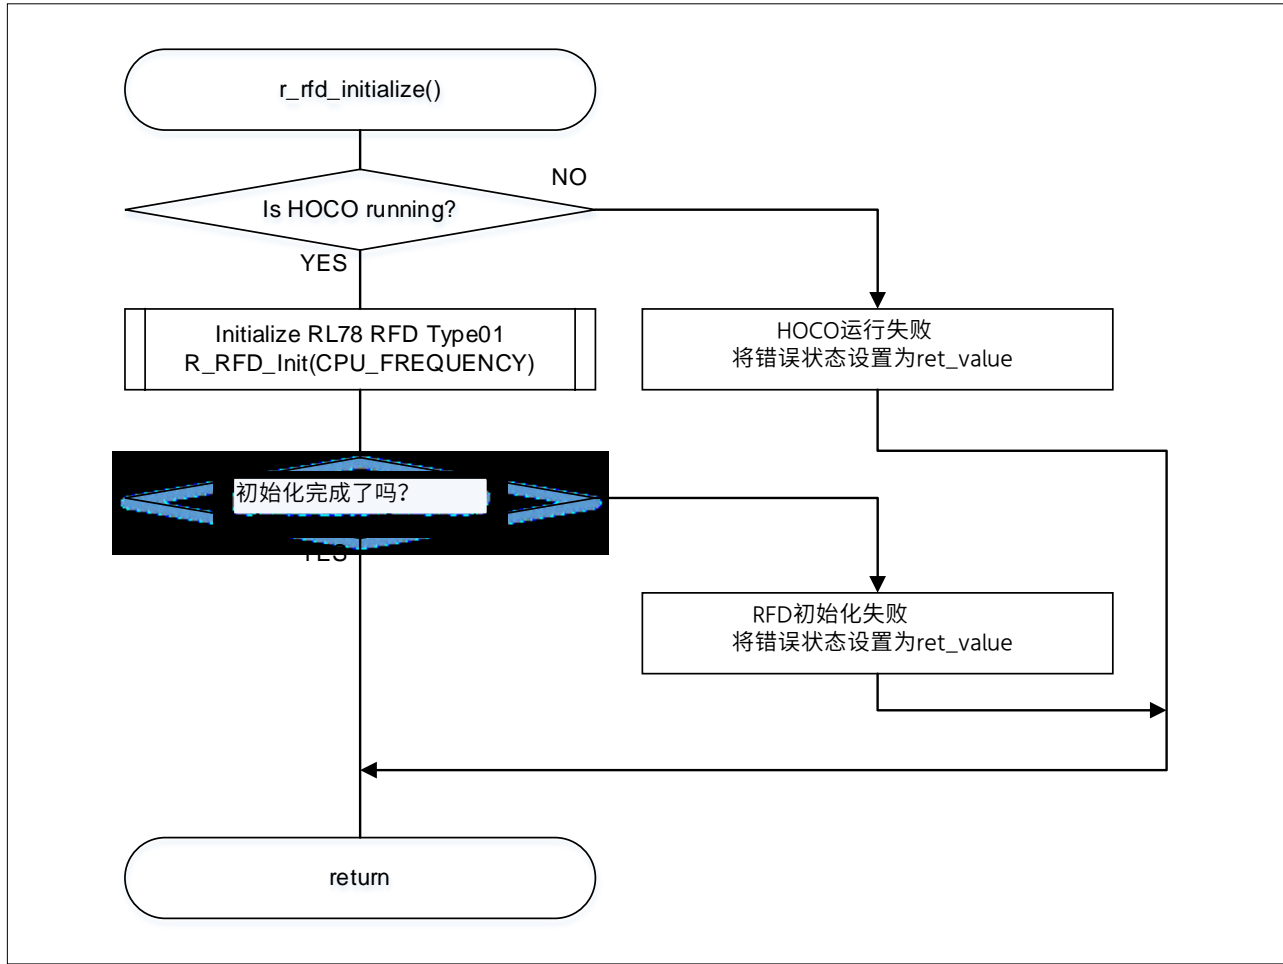 r_rfd_initialize()
NO
Is HOCO running?
YES
Initialize RL78 RFD Type01
R_RFD_Init(CPU_FREQUENCY)
HOCO运行失败
将错误状态设置为ret_value
初始化完成了吗?
YES
RFD初始化失败
将错误状态设置为ret_value
return